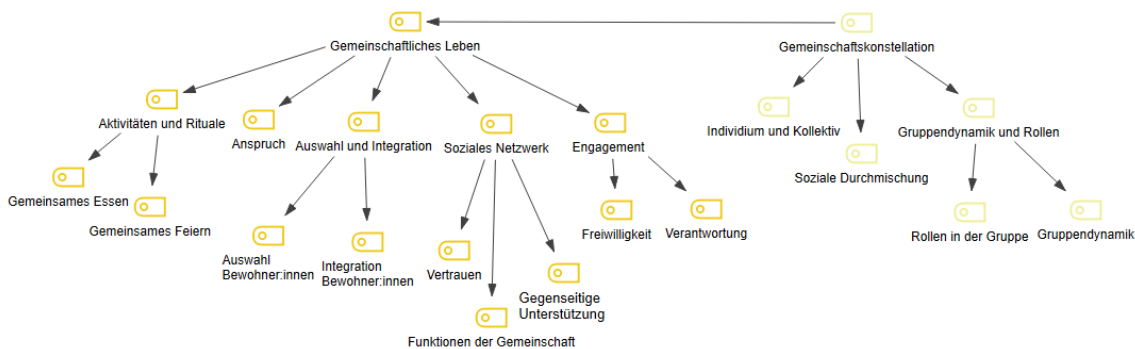 Gemeinschaftliches Leben
Gemeinschaftskonstellation
Aktivitäten und Rituale
Anspruch
Auswahl und Integration
Soziales Netzwerk
Engagement
Individium und Kollektiv
Gruppendynamik und Rollen
Soziale Durchmischung
Gemeinsames Essen
Gemeinsames Feiern
Auswahl
Bewohner:innen
Integration
Bewohner:innen
Vertrauen
Gegenseitige
Unterstützung
Funktionen der Gemeinschaft
Freiwilligkeit
Verantwortung
Rollen in der Gruppe
Gruppendynamik